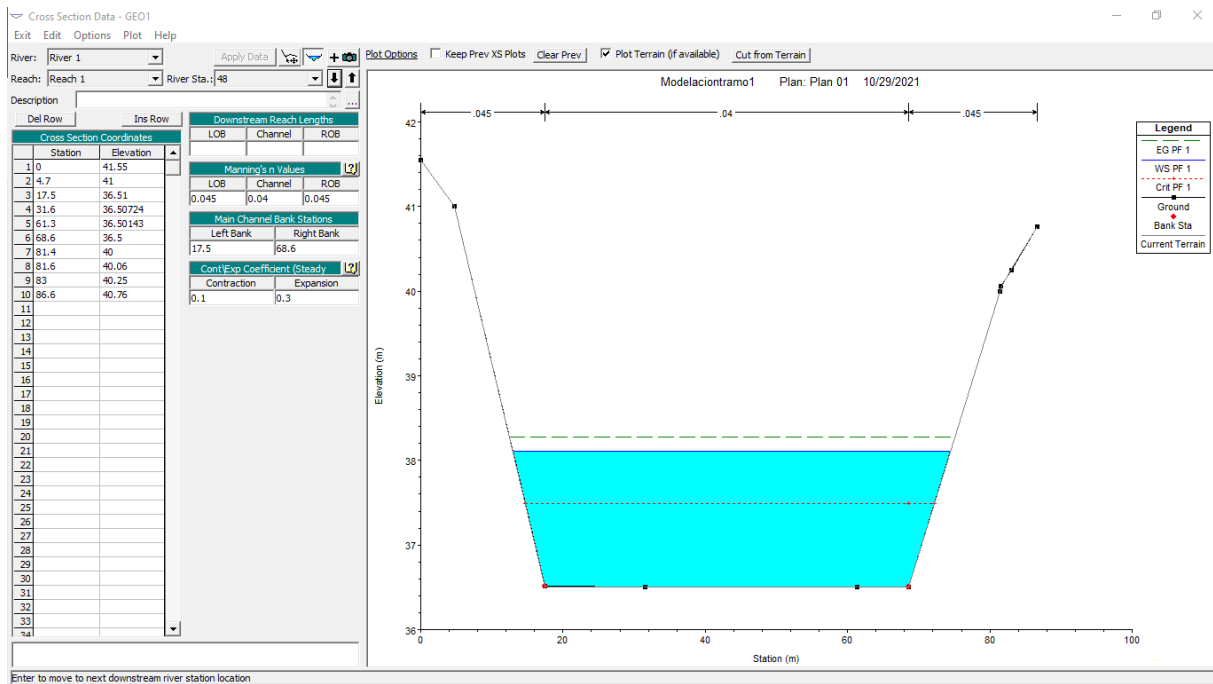 Cross Section Data - GEO1
Exit Edit Options Plot Help
River: River 1 Apply Data Plot Options Keep Prev XS Plots Clear Prev Plot Terrain (if available) Cut from Terrain
Reach: Reach 1 River Sta.: 48
Description ...
Del Row Ins Row
Cross Section Coordinates
Station Elevation
1 0 41.55
2 4.7 41
3 17.5 36.51
4 31.6 36.50724
5 61.3 36.50143
6 68.6 36.5
7 81.4 40
8 81.6 40.06
9 83 40.25
10 86.6 40.76
11
12
13
14
15
16
17
18
19
20
21
22
23
24
25
26
27
28
29
30
31
32
33
34
Downstream Reach Lengths
LOB Channel ROB
Manning's n Values ?
LOB Channel ROB
0.045 0.04 0.045
Main Channel Bank Stations
Left Bank Right Bank
17.5 68.6
Cont\Exp Coefficient (Steady ?
Contraction Expansion
0.1 0.3
Modelaciontramo1 Plan: Plan 01 10/29/2021
.045 .04 .045
42
41
40
39
38
37
36
Elevation (m)
0 20 40 60 80 100
Station (m)
Legend
EG PF 1
WS PF 1
Crit PF 1
Ground
Bank Sta
Current Terrain
Enter to move to next downstream river station location